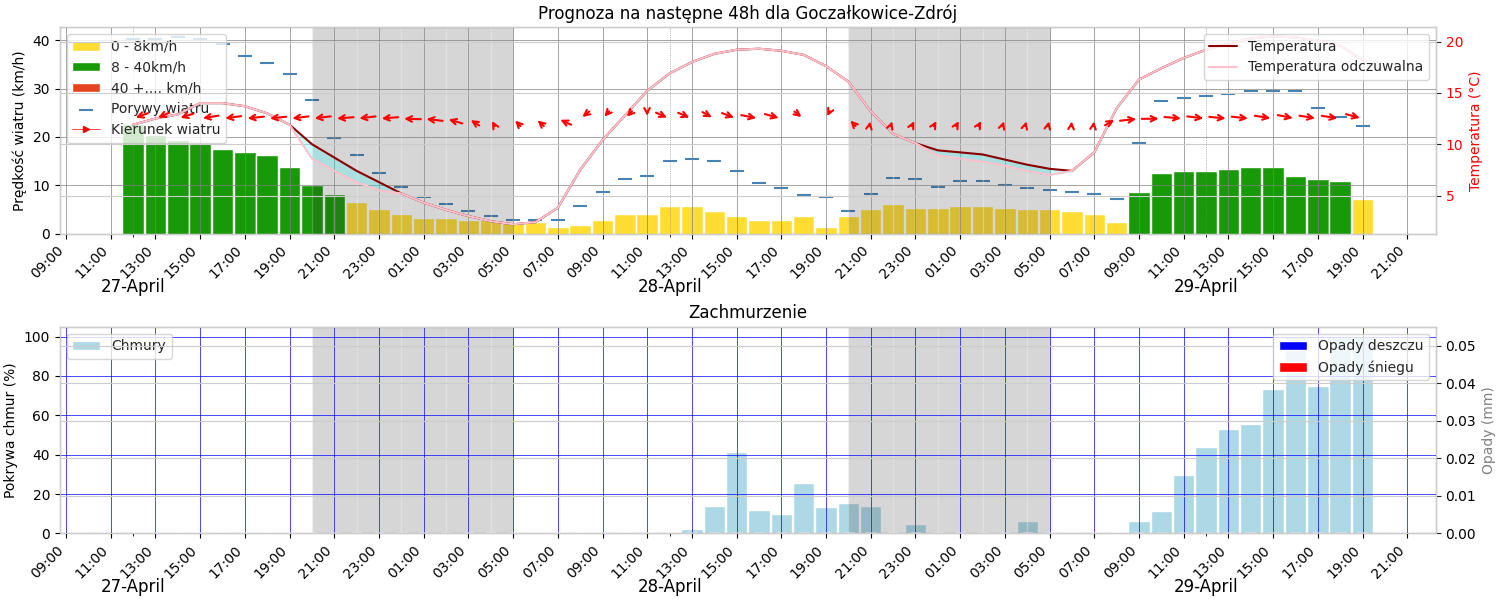 Prognoza na następne 48h dla Goczałkowice-Zdrój
Prędkość wiatru (km/h)
40
30
20
10
0
0 - 8km/h
8 - 40km/h
40 +.... km/h
Porywy wiatru
Kierunek wiatru
Temperatura
Temperatura odczuwalna
20
15
10
5
Temperatura (°C)
09:00 11:00 13:00 15:00 17:00 19:00 21:00 23:00 01:00 03:00 05:00 07:00 09:00 11:00 13:00 15:00 17:00 19:00 21:00 23:00 01:00 03:00 05:00 07:00 09:00 11:00 13:00 15:00 17:00 19:00 21:00
27-April 28-April 29-April
Zachmurzenie
Pokrywa chmur (%)
100
80
60
40
20
0
Chmury
Opady deszczu
Opady śniegu
0.05
0.04
0.03
0.02
0.01
0.00
Opady (mm)
09:00 11:00 13:00 15:00 17:00 19:00 21:00 23:00 01:00 03:00 05:00 07:00 09:00 11:00 13:00 15:00 17:00 19:00 21:00 23:00 01:00 03:00 05:00 07:00 09:00 11:00 13:00 15:00 17:00 19:00 21:00
27-April 28-April 29-April